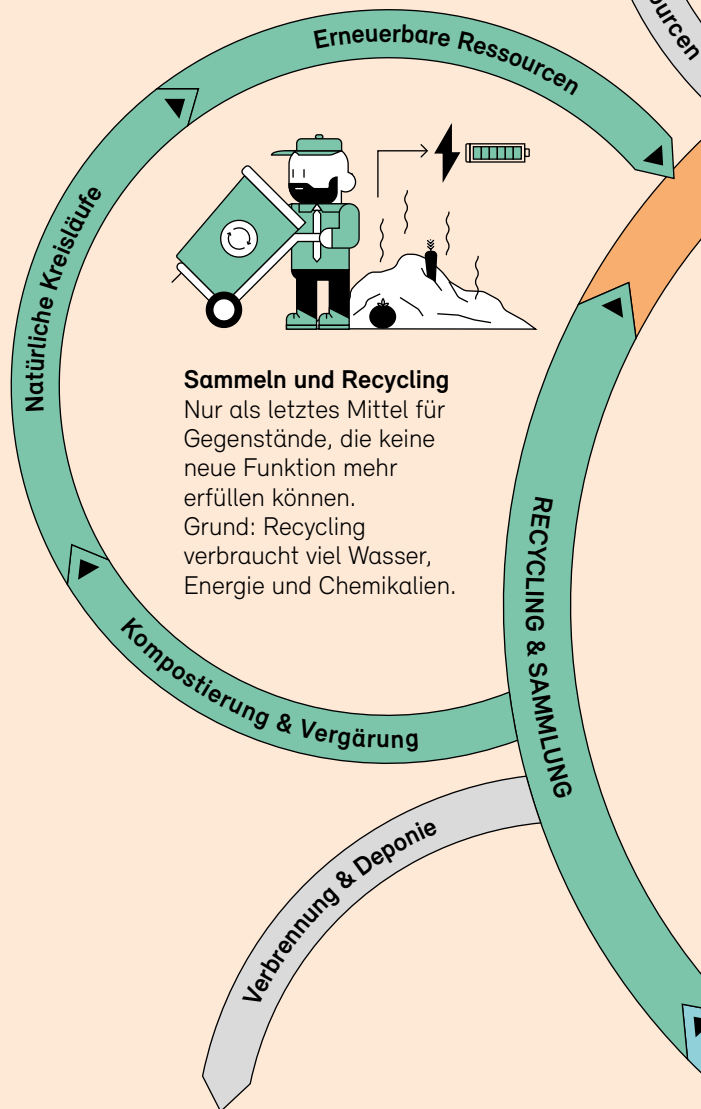 Erneuerbare Ressourcen
Natürliche Kreisläufe
Sammeln und Recycling
Nur als letztes Mittel für
Gegenstände, die keine
neue Funktion mehr
erfüllen können.
Grund: Recycling
verbraucht viel Wasser,
Energie und Chemikalien.
RECYCLING & SAMMLUNG
Kompostierung & Vergärung
Verbrennung & Deponie